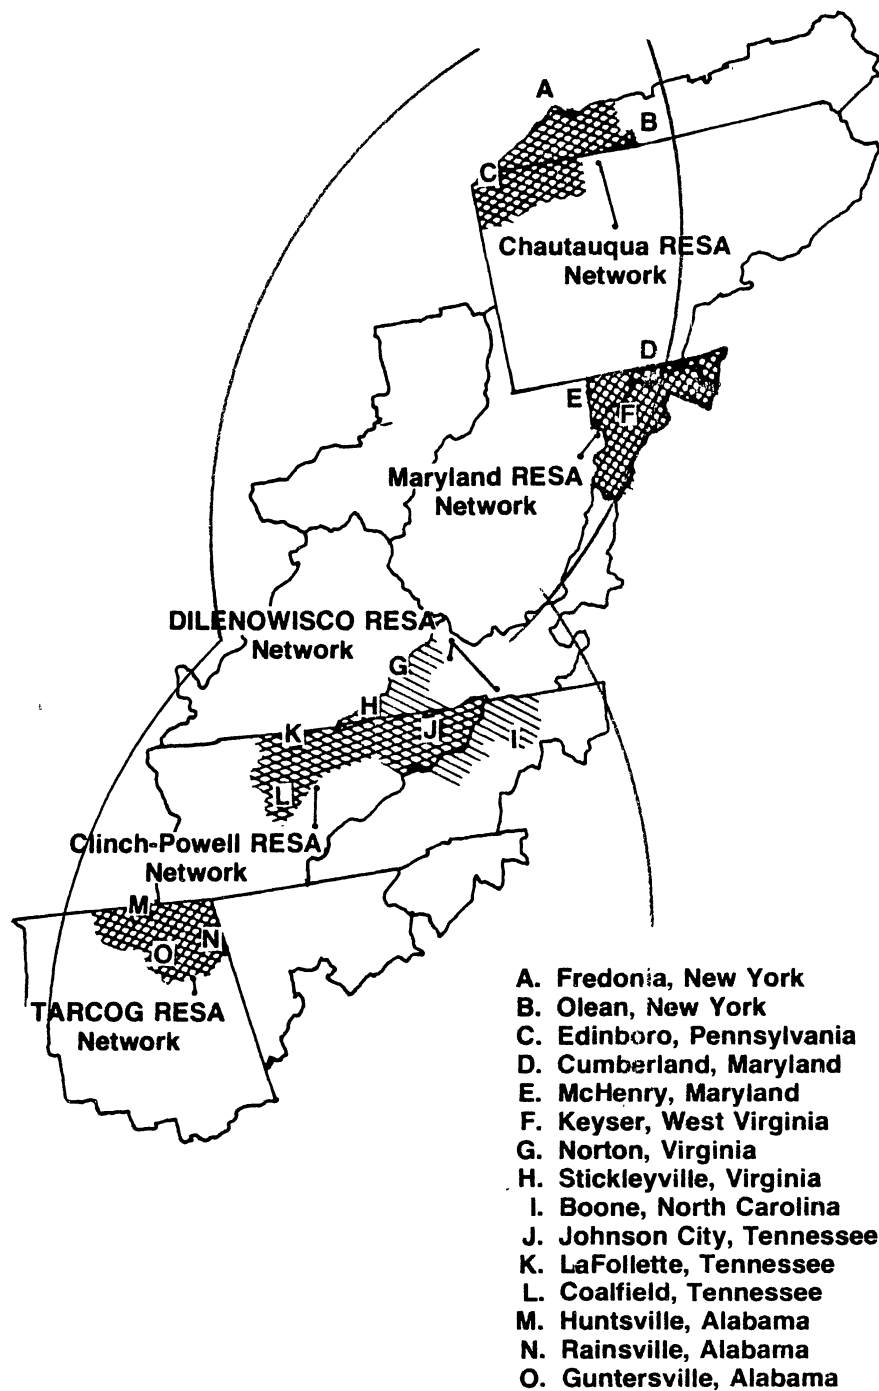 A
B
C
Chautauqua RESA
Network
D
E
F
Maryland RESA
Network
DILENOWISCO RESA
Network
G
H
K
J
I
L
Clinch-Powell RESA
Network
M
N
O
TARCOG RESA
Network
A. Fredonia, New York
B. Olean, New York
C. Edinboro, Pennsylvania
D. Cumberland, Maryland
E. McHenry, Maryland
F. Keyser, West Virginia
G. Norton, Virginia
H. Stickleyville, Virginia
I. Boone, North Carolina
J. Johnson City, Tennessee
K. LaFollette, Tennessee
L. Coalfield, Tennessee
M. Huntsville, Alabama
N. Rainsville, Alabama
O. Guntersville, Alabama